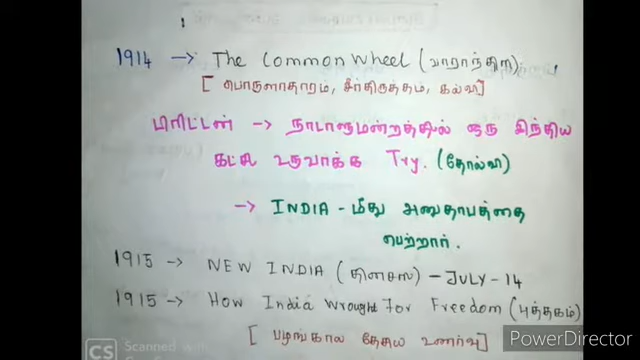 1914 → The Common Wheel (வாராந்திரி)
[ பொருளாதாரம், சீர்திருத்தம், கல்வி]
பிரிட்டன் → நாடாளுமன்றத்தில் ஒரு இந்திய
கட்சி உருவாக்க Try. (தோல்வி)
→ INDIA - மீது அனுதாபத்தை
பெற்றார்.
1915 → NEW INDIA (தினசரி) - JULY - 14
1915 → How India Wrought For Freedom (புத்தகம்)
[ பழங்கால தேசிய உணர்வு]
CS Scanned with
PowerDirector